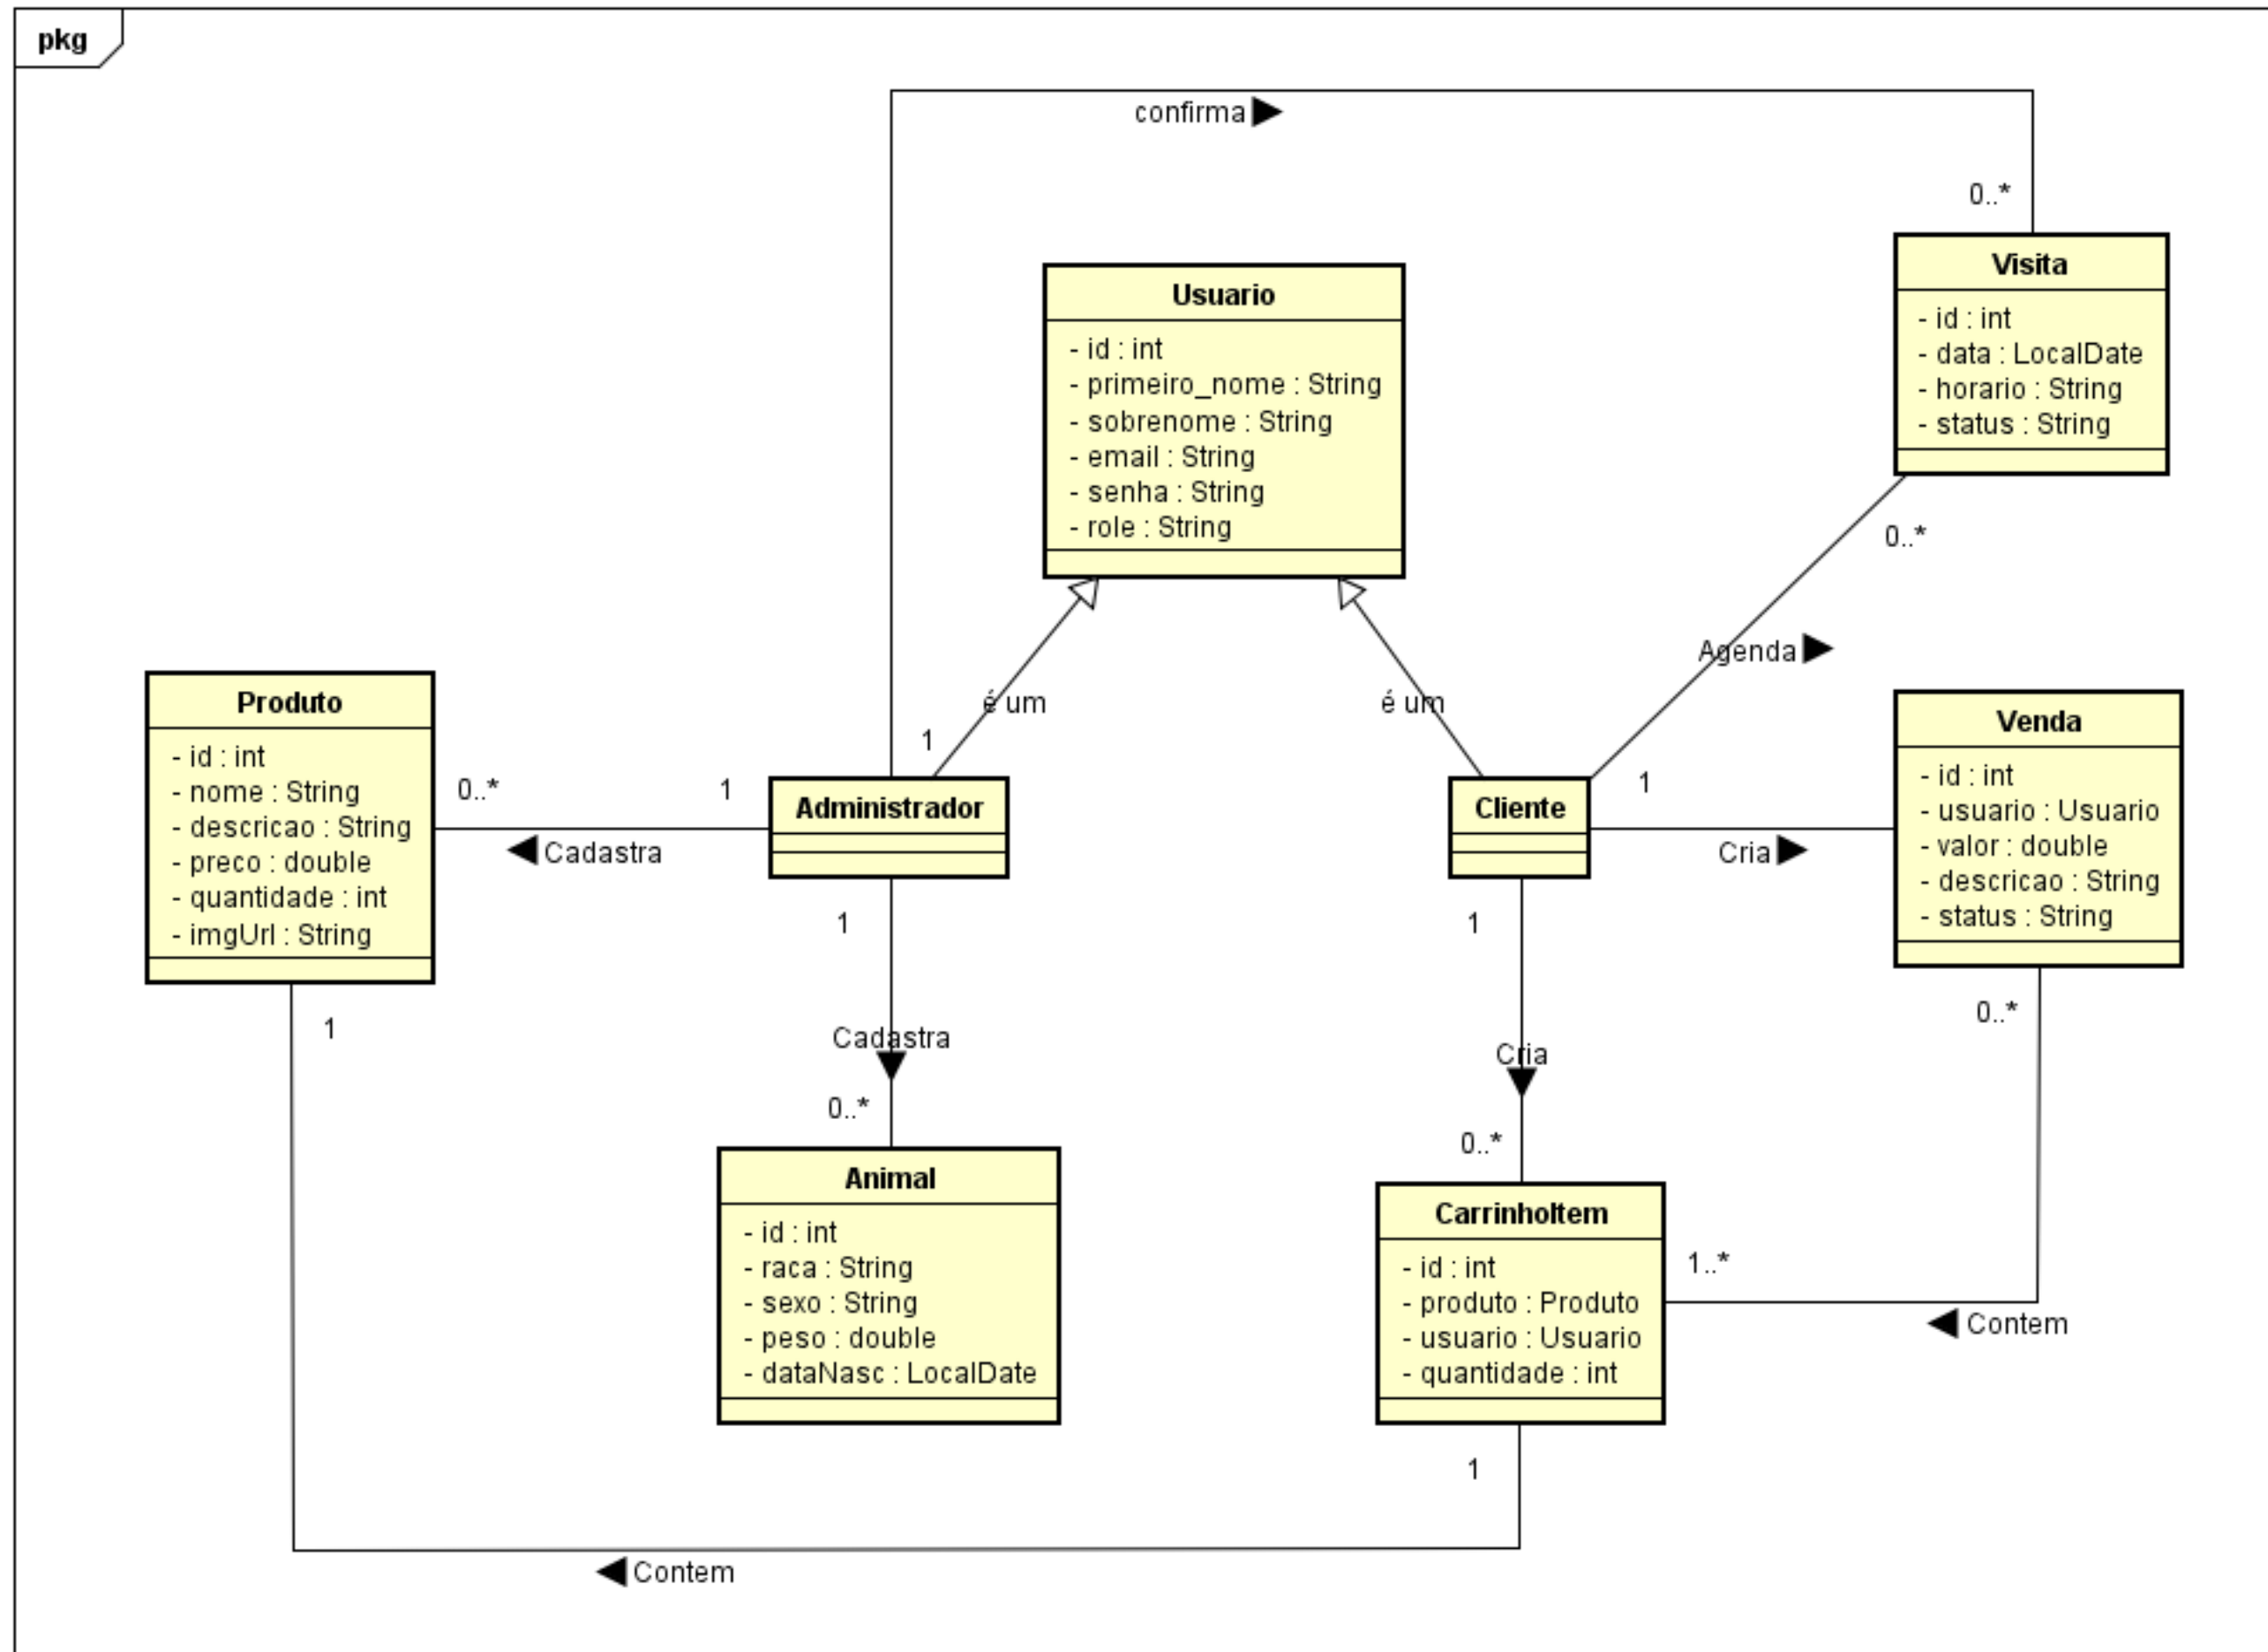 pkg
confirma
0..*
Visita
- id : int
- data : LocalDate
- horario : String
- status : String
Usuario
- id : int
- primeiro_nome : String
- sobrenome : String
- email : String
- senha : String
- role : String
0..*
Agenda
é um
é um
Produto
- id : int
- nome : String
- descricao : String
- preco : double
- quantidade : int
- imgUrl : String
0..*
1
1
Cadastra
Administrador
Cliente
1
Cria
Venda
- id : int
- usuario : Usuario
- valor : double
- descricao : String
- status : String
1
1
1
0..*
Cadastra
Cria
0..*
0..*
Animal
- id : int
- raca : String
- sexo : String
- peso : double
- dataNasc : LocalDate
CarrinhoItem
- id : int
- produto : Produto
- usuario : Usuario
- quantidade : int
1..*
Contem
1
Contem